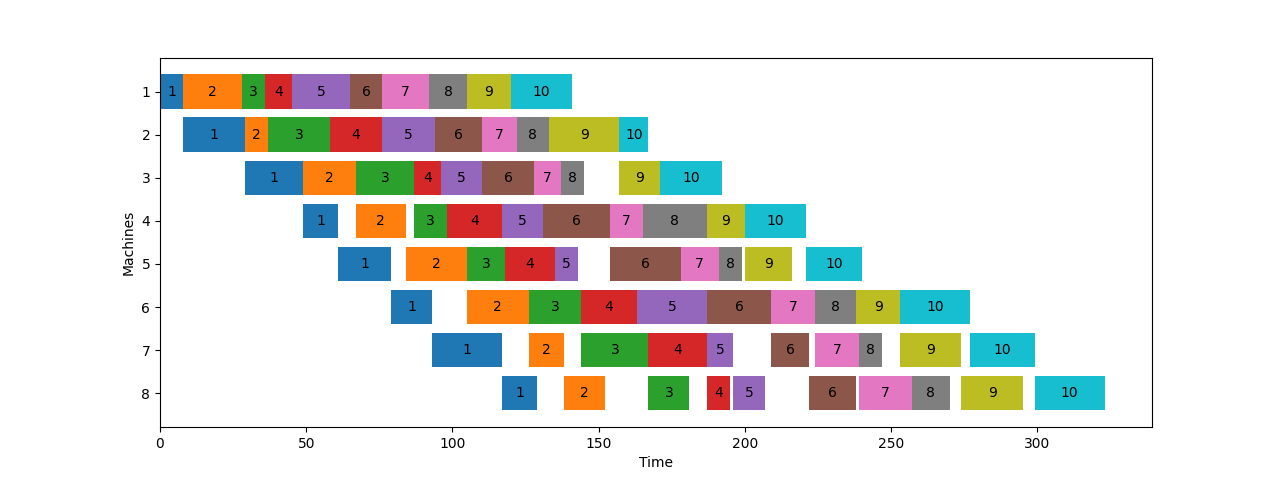 1 1 2 3 4 5 6 7 8 9 10
2 1 2 3 4 5 6 7 8 9 10
3 1 2 3 4 5 6 7 8 9 10
4 1 2 3 4 5 6 7 8 9 10
5 1 2 3 4 5 6 7 8 9 10
6 1 2 3 4 5 6 7 8 9 10
7 1 2 3 4 5 6 7 8 9 10
8 1 2 3 4 5 6 7 8 9 10
Machines
0 50 100 150 200 250 300
Time